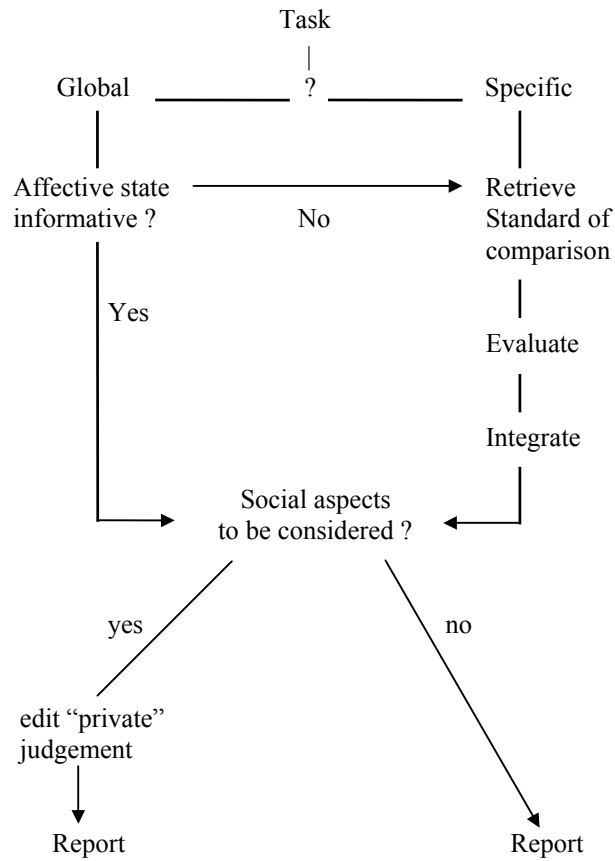 Task
Global ? Specific
Affective state
informative ?
No
Retrieve
Standard of
comparison
Yes
Evaluate
Integrate
Social aspects
to be considered ?
yes
no
edit “private”
judgement
Report
Report